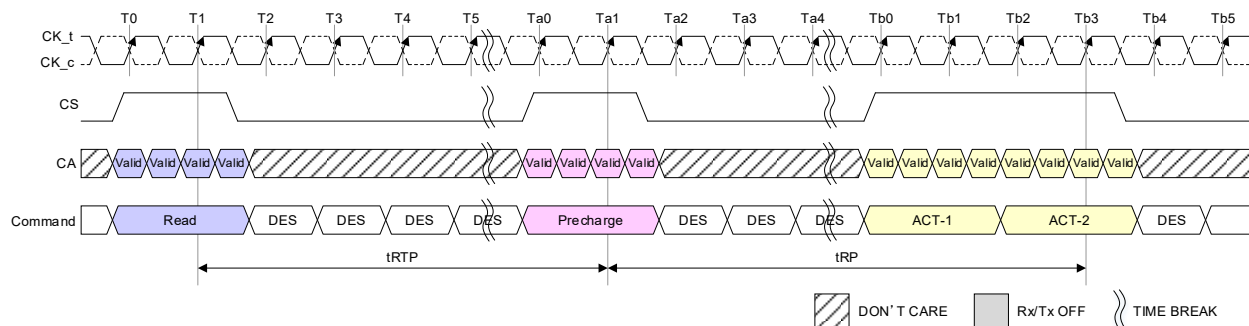 T0 T1 T2 T3 T4 T5 Ta0 Ta1 Ta2 Ta3 Ta4 Tb0 Tb1 Tb2 Tb3 Tb4 Tb5
CK_t
CK_c
CS
CA Valid Valid Valid Valid Valid Valid Valid Valid Valid Valid Valid Valid Valid Valid Valid Valid
Command Read DES DES DES DES Precharge DES DES DES ACT-1 ACT-2 DES
tRTP tRP
DON'T CARE Rx/Tx OFF TIME BREAK